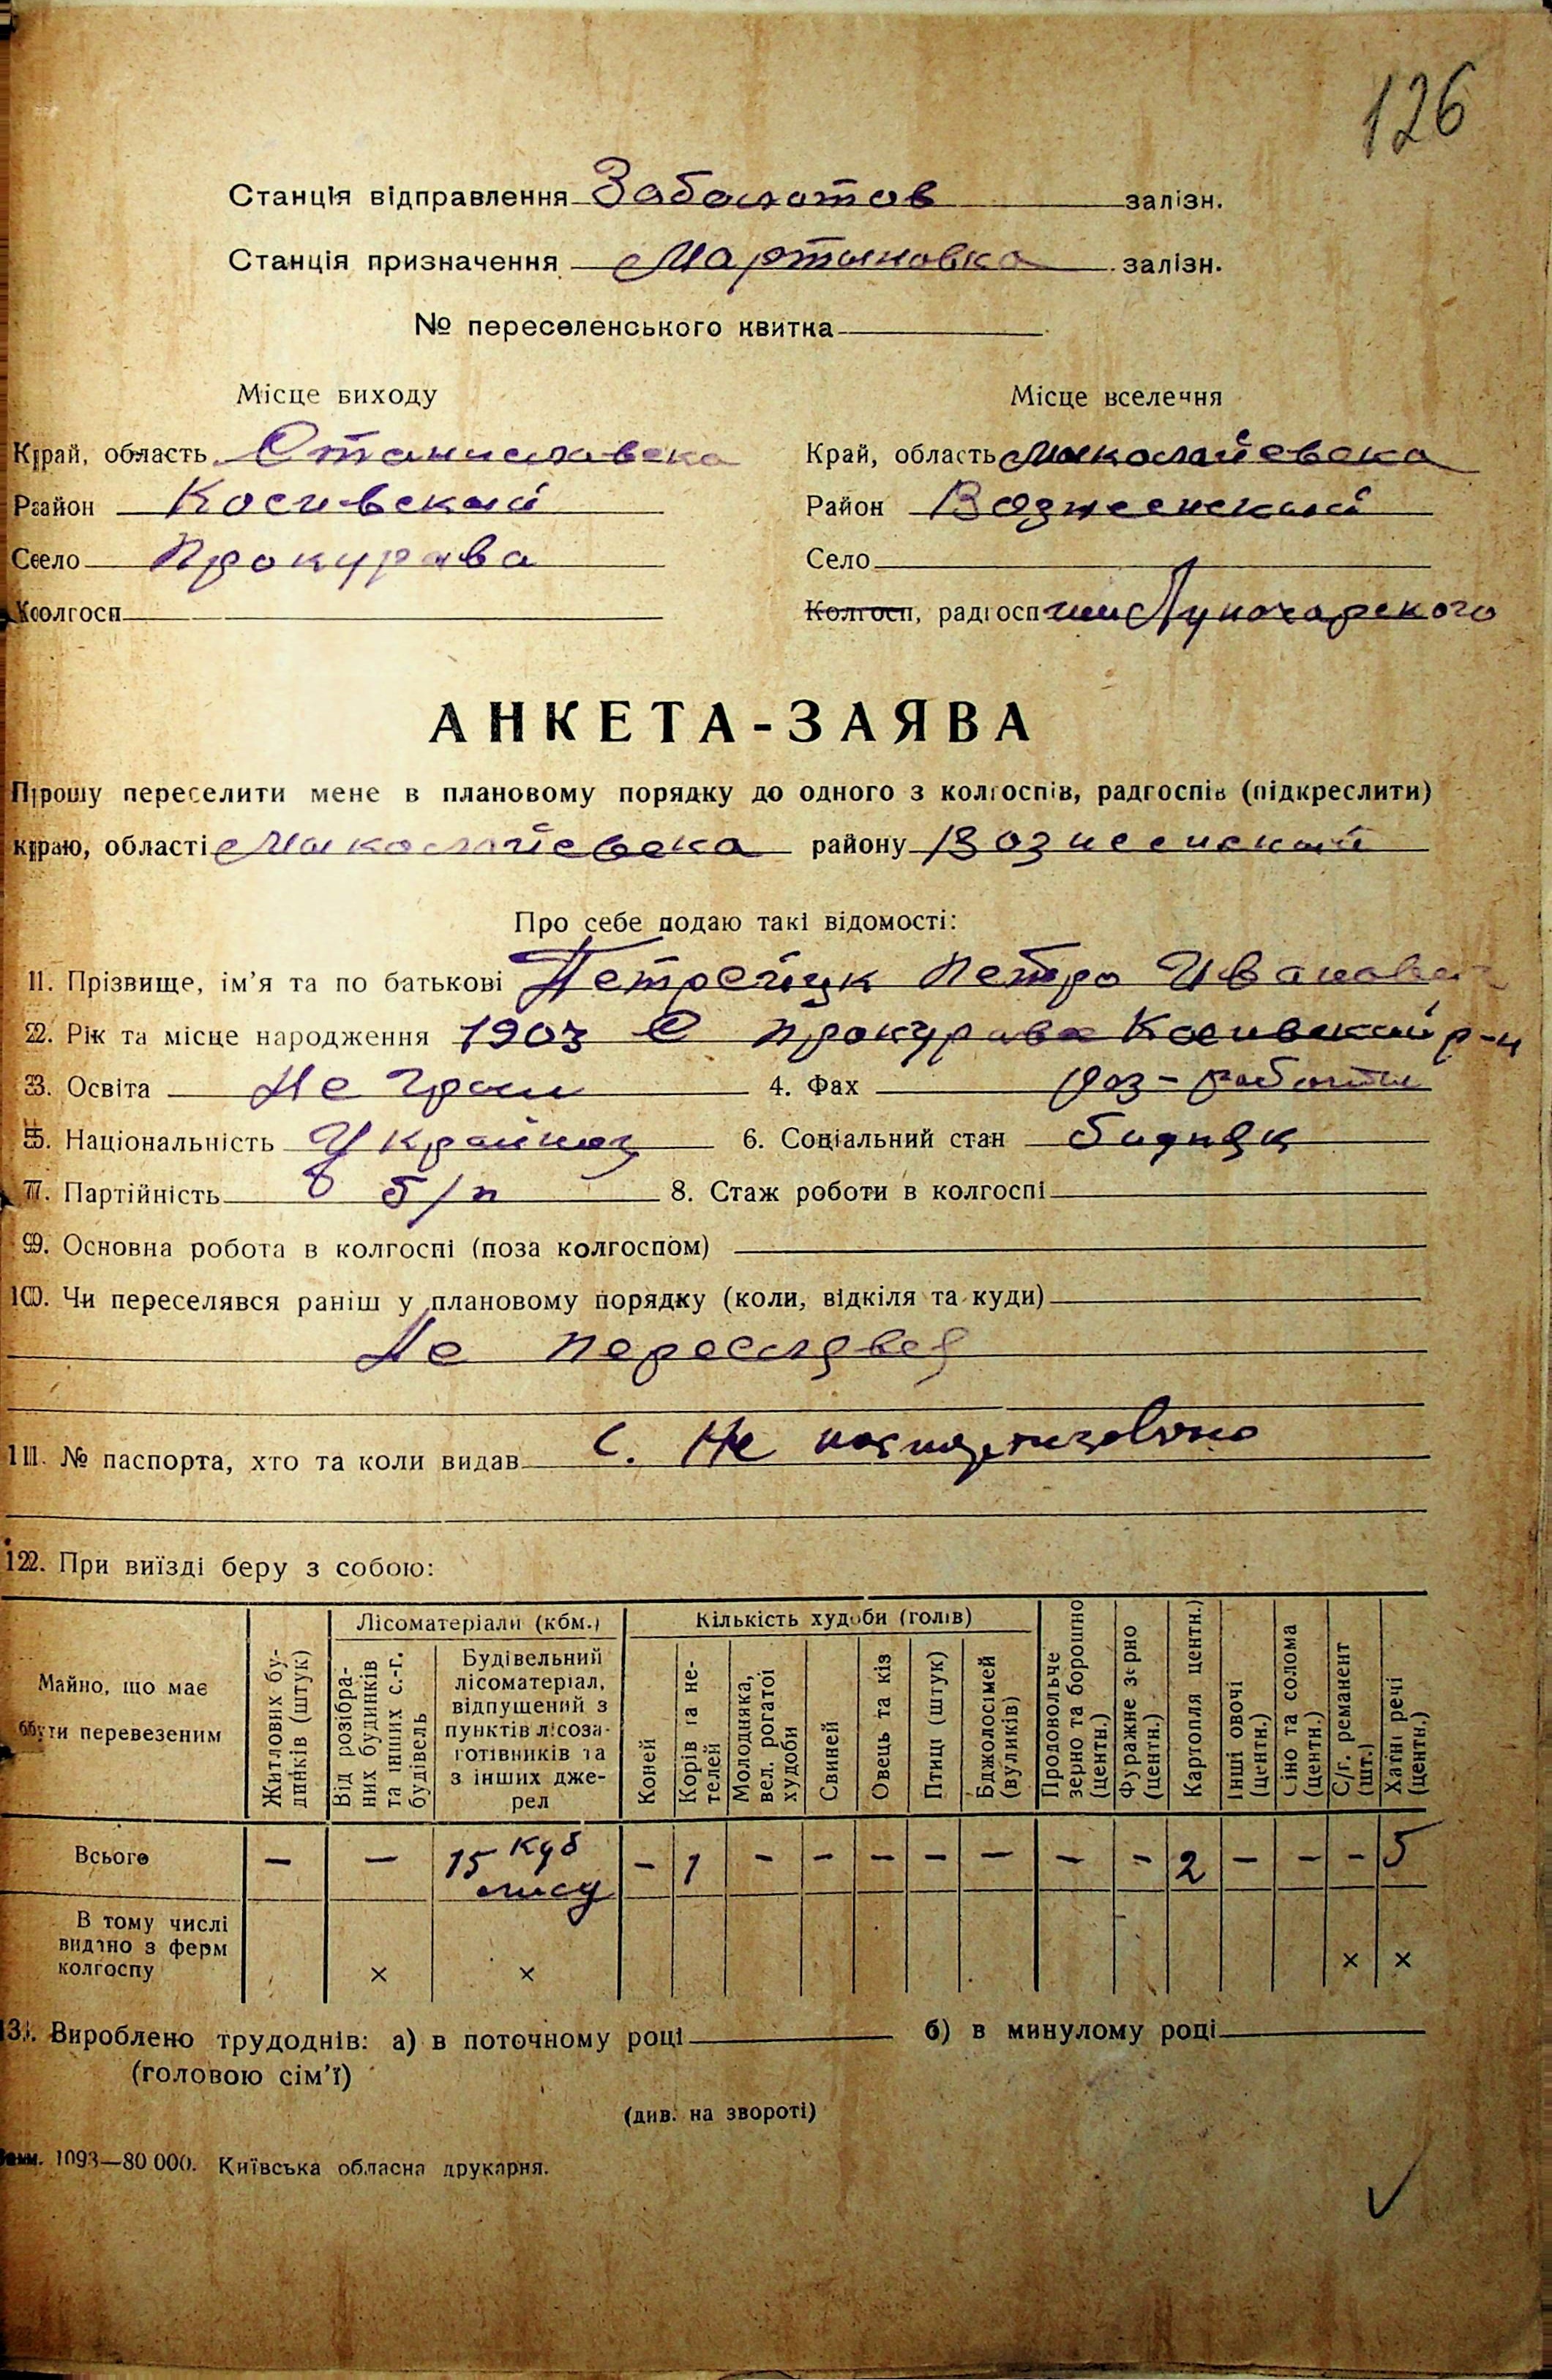 126
Станція відправлення Заболотов залізн.
Станція призначення Мартыновка залізн.
№ переселенського квитка
Місце виходу Місце вселення
Край, область Станиславска Край, область Миколайевска
Район Косивский Район Вознесенский
Село Прокурава Село
Колгосп Колгосп, радгосп им Луночарского
АНКЕТА-ЗАЯВА
Прошу переселити мене в плановому порядку до одного з колгоспів, радгоспів (підкреслити)
краю, області Миколайевска району Вознесенский
Про себе подаю такі відомості:
1. Прізвище, ім'я та по батькові Петрейчук Петро Иванович
2. Рік та місце народження 1903 С Прокурава Косивский р-н
3. Освіта Не грам 4. Фах раз-работи
5. Національність Украинец 6. Соціальний стан бидняк
7. Партійність б/п 8. Стаж роботи в колгоспі
9. Основна робота в колгоспі (поза колгоспом)
10. Чи переселявся раніш у плановому порядку (коли, відкіля та куди)
Не переселявся
11. № паспорта, хто та коли видав С. Не паспортизовано
12. При виїзді беру з собою:
Майно, що має бути перевезеним
Житлових будинків (штук)
Лісоматеріали (кбм.)
Від розібраних будинків та інших с.-г. будівель
Будівельний лісоматеріал, відпущений з пунктів лісозаготівників та з інших джерел
Кількість худоби (голів)
Коней
Корів та нетелей
Молодняка, вел. рогатої худоби
Свиней
Овець та кіз
Птиці (штук)
Бджолосімей (вуликів)
Продовольче зерно та борошно (центн.)
Фуражне зерно (центн.)
Картопля центн.)
Інші овочі (центн.)
Сіно та солома (центн.)
С/г. реманент (шт.)
Хатні речі (центн.)
Всього — — 15 куб лису - 1 - - - - - - - 2 - - - 5
В тому числі видано з ферм колгоспу × × × ×
13. Вироблено трудоднів: а) в поточному році б) в минулому році
(головою сім'ї)
(див. на звороті)
Зам. 1093—80 000. Київська обласна друкарня.